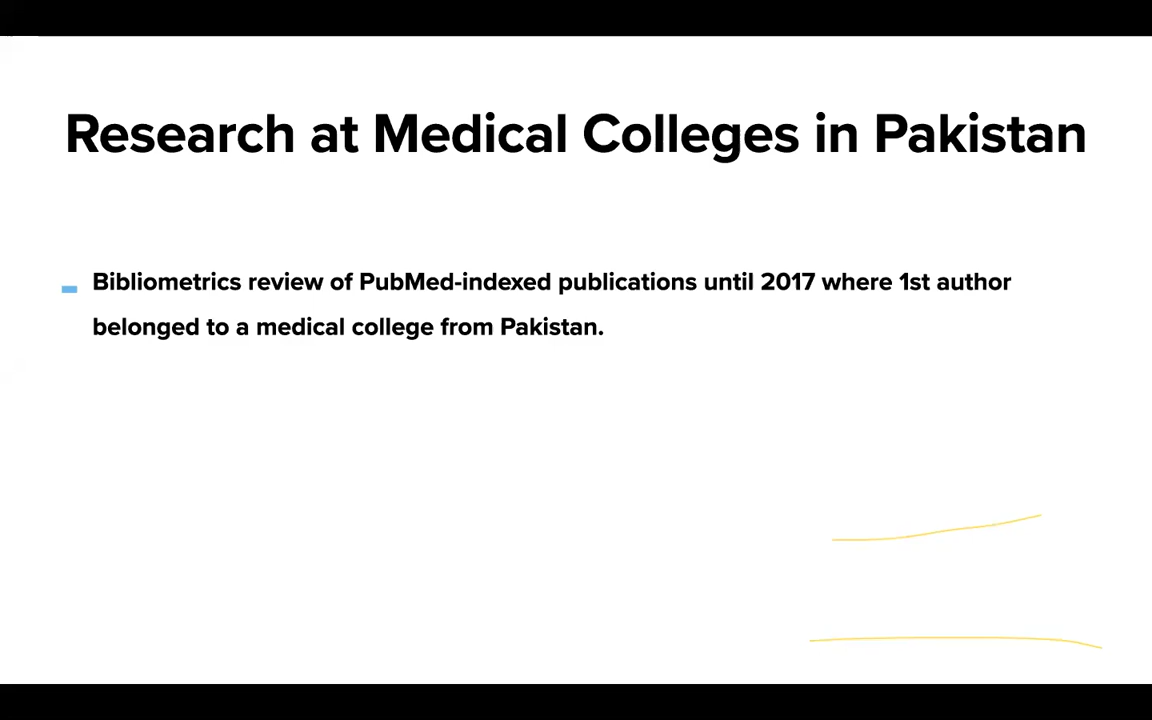 Research at Medical Colleges in Pakistan
Bibliometrics review of PubMed-indexed publications until 2017 where 1st author
belonged to a medical college from Pakistan.